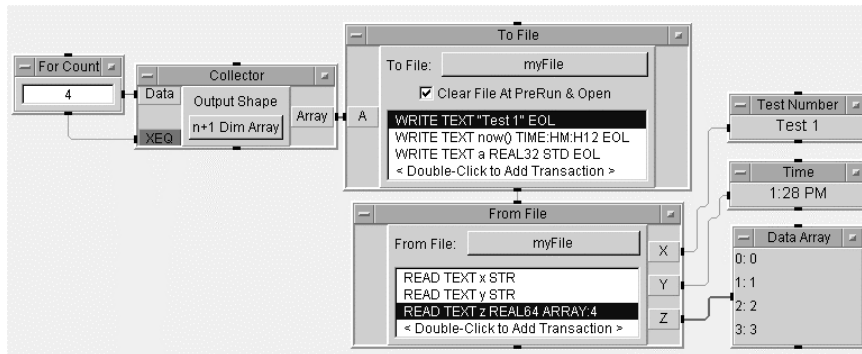 To File
To File: myFile
Clear File At PreRun & Open
For Count
4
Collector
Data
Output Shape
n+1 Dim Array
XEQ
Array
A
WRITE TEXT "Test 1" EOL
WRITE TEXT now() TIME:HM:H12 EOL
WRITE TEXT a REAL32 STD EOL
< Double-Click to Add Transaction >
From File
From File: myFile
READ TEXT x STR
READ TEXT y STR
READ TEXT z REAL64 ARRAY:4
< Double-Click to Add Transaction >
X
Y
Z
Test Number
Test 1
Time
1:28 PM
Data Array
0: 0
1: 1
2: 2
3: 3